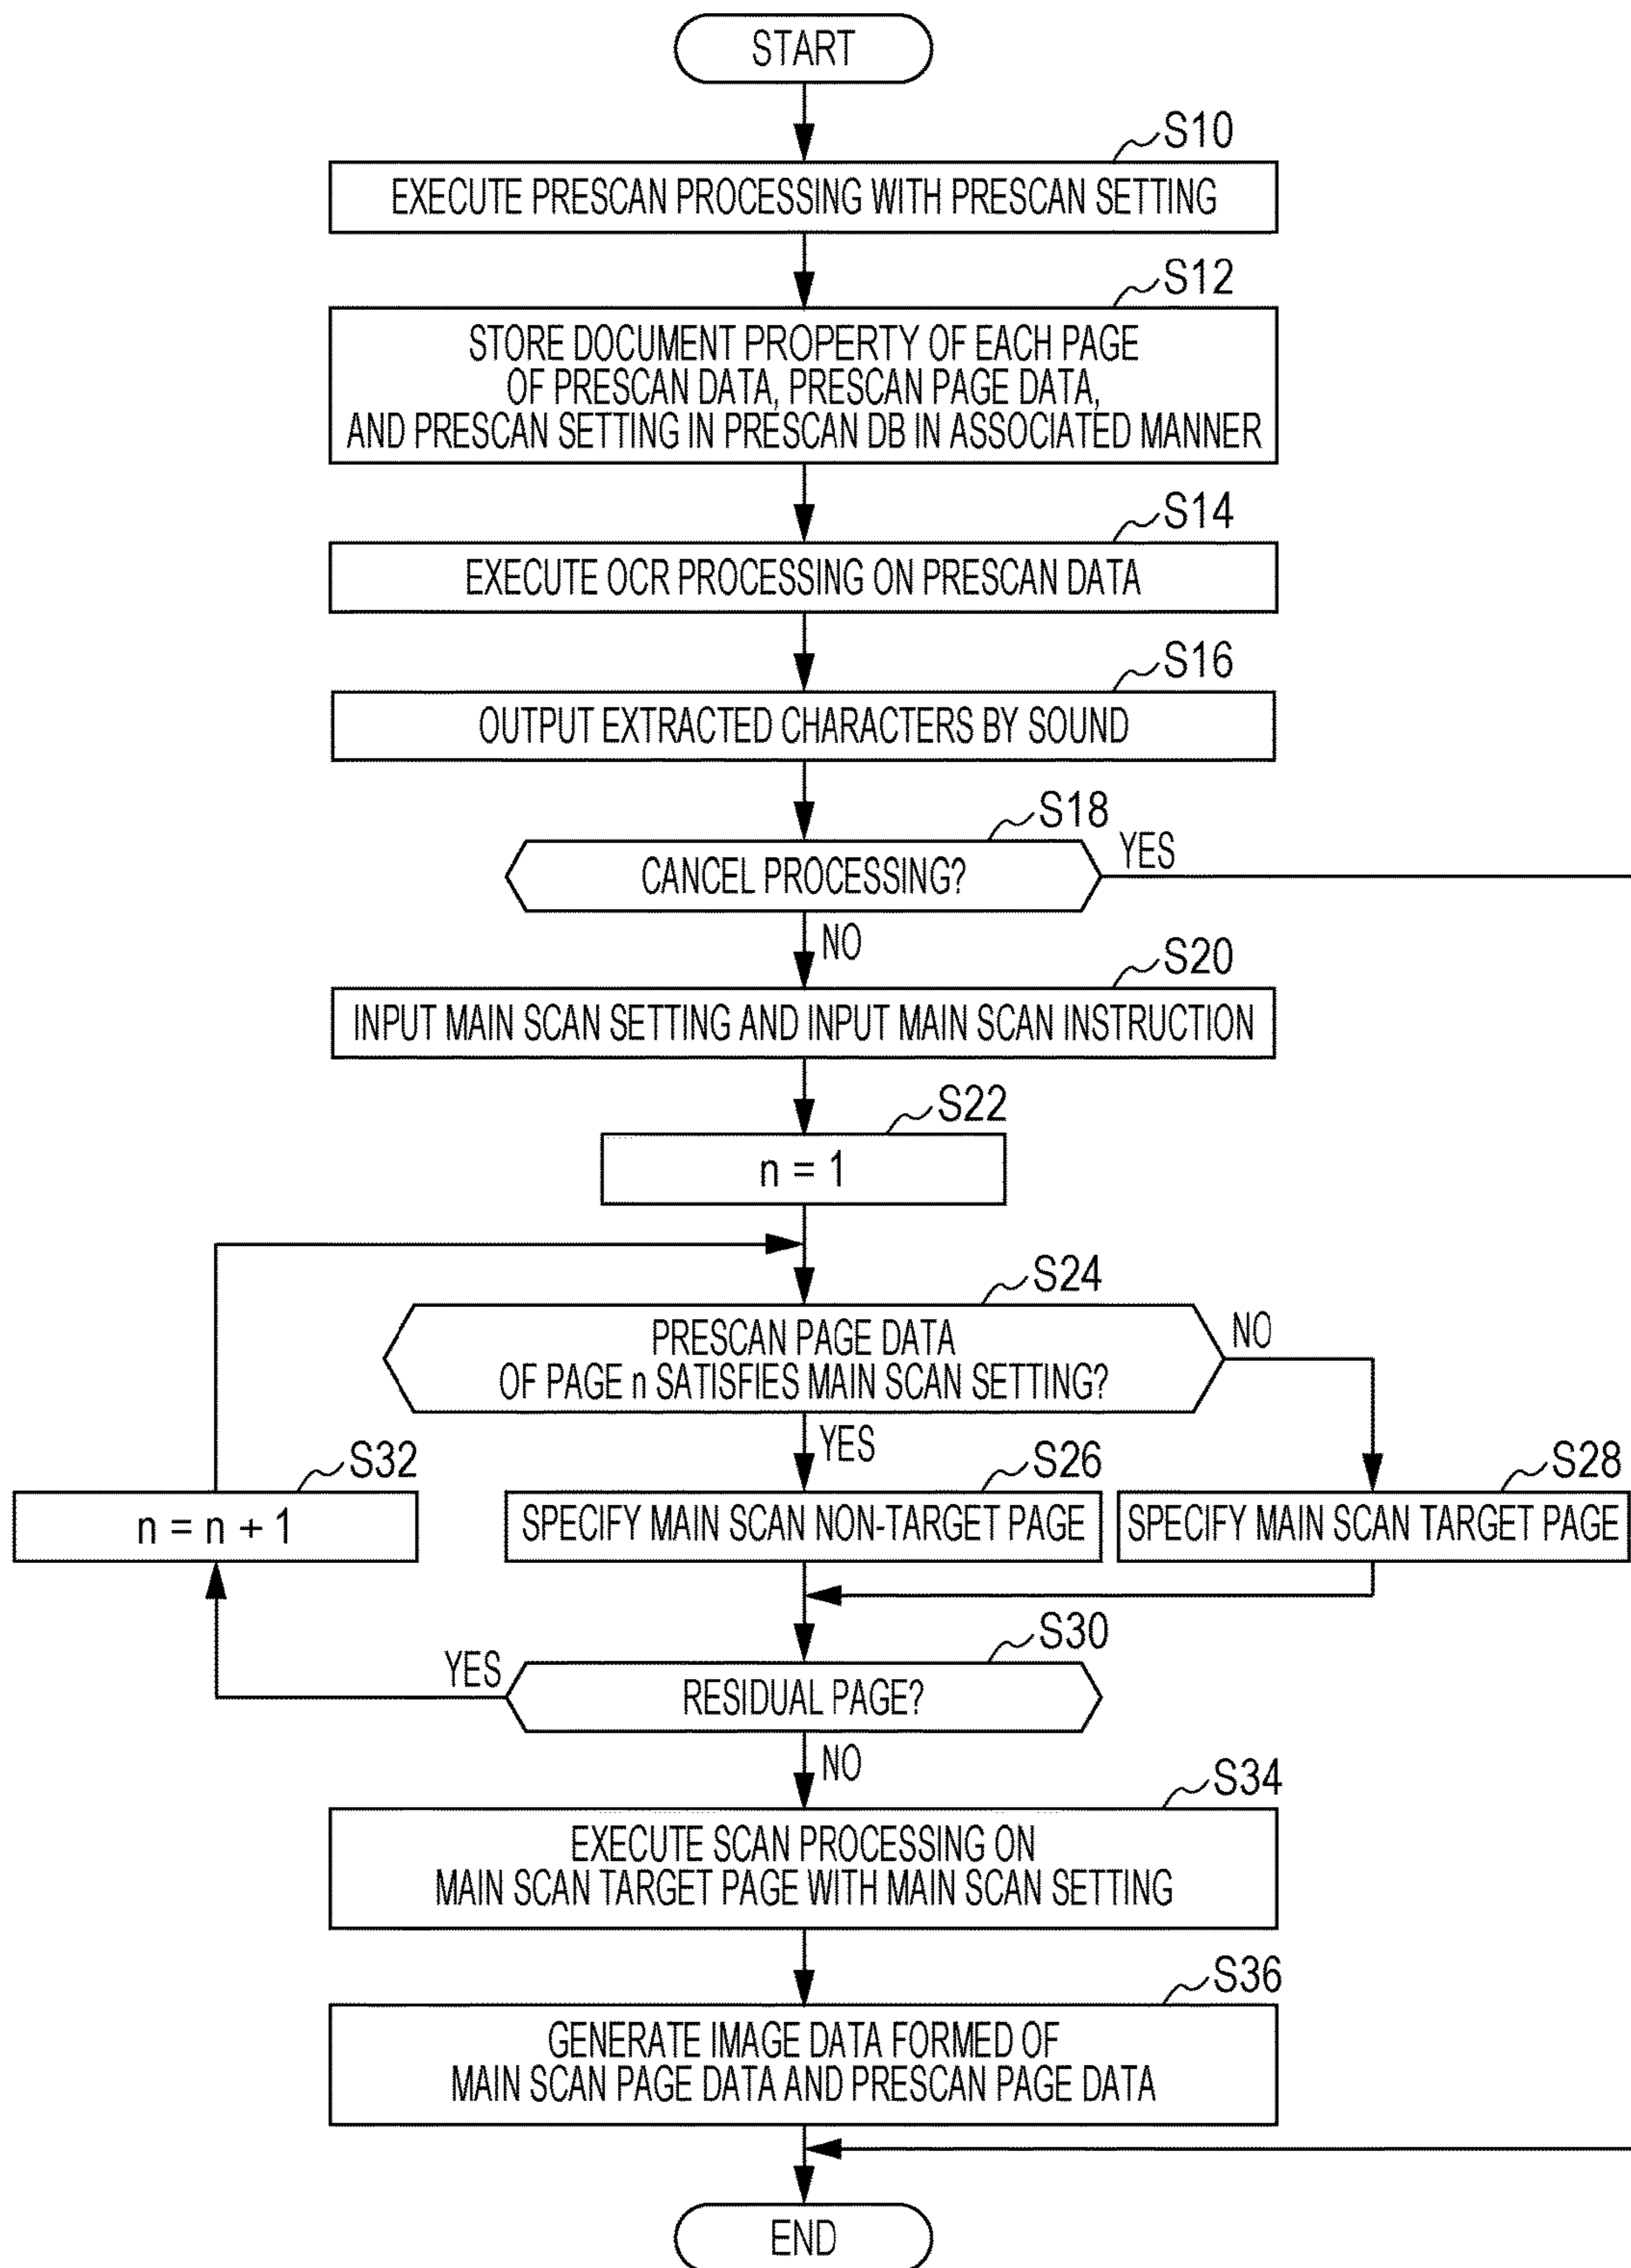 START
S10
EXECUTE PRESCAN PROCESSING WITH PRESCAN SETTING
S12
STORE DOCUMENT PROPERTY OF EACH PAGE
OF PRESCAN DATA, PRESCAN PAGE DATA,
AND PRESCAN SETTING IN PRESCAN DB IN ASSOCIATED MANNER
S14
EXECUTE OCR PROCESSING ON PRESCAN DATA
S16
OUTPUT EXTRACTED CHARACTERS BY SOUND
S18
CANCEL PROCESSING?
YES
NO
S20
INPUT MAIN SCAN SETTING AND INPUT MAIN SCAN INSTRUCTION
S22
n = 1
S24
PRESCAN PAGE DATA
OF PAGE n SATISFIES MAIN SCAN SETTING?
NO
YES
S32
n = n + 1
S26
SPECIFY MAIN SCAN NON-TARGET PAGE
S28
SPECIFY MAIN SCAN TARGET PAGE
S30
YES
RESIDUAL PAGE?
NO
S34
EXECUTE SCAN PROCESSING ON
MAIN SCAN TARGET PAGE WITH MAIN SCAN SETTING
S36
GENERATE IMAGE DATA FORMED OF
MAIN SCAN PAGE DATA AND PRESCAN PAGE DATA
END